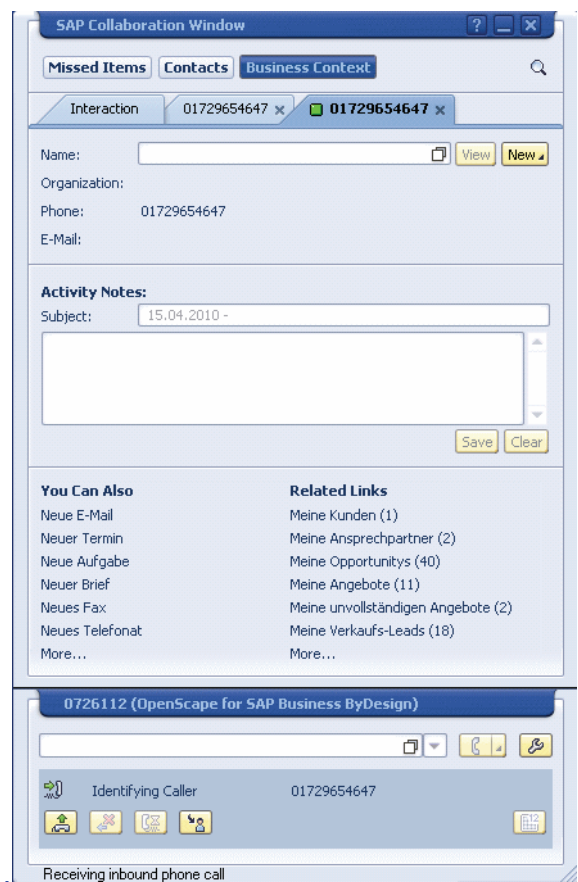 SAP Collaboration Window
Missed Items Contacts Business Context
Interaction 01729654647 01729654647
Name: View New
Organization:
Phone: 01729654647
E-Mail:
Activity Notes:
Subject: 15.04.2010 -
Save Clear
You Can Also Related Links
Neue E-Mail Meine Kunden (1)
Neuer Termin Meine Ansprechpartner (2)
Neue Aufgabe Meine Opportunitys (40)
Neuer Brief Meine Angebote (11)
Neues Fax Meine unvollständigen Angebote (2)
Neues Telefonat Meine Verkaufs-Leads (18)
More... More...
0726112 (OpenScape for SAP Business ByDesign)
Identifying Caller 01729654647
Receiving inbound phone call